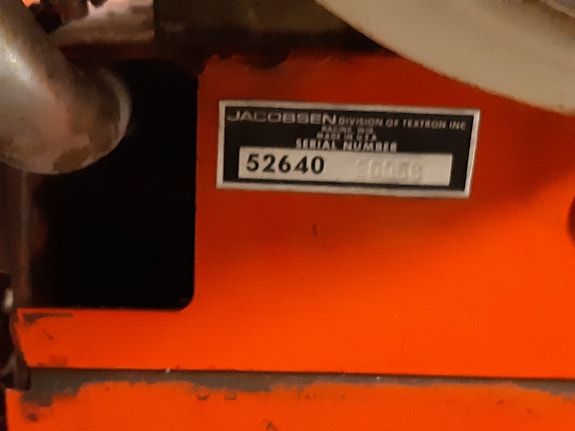 JACOBSEN DIVISION OF TEXTRON INC
RACINE, WIS.
MADE IN U.S.A.
SERIAL NUMBER
52640